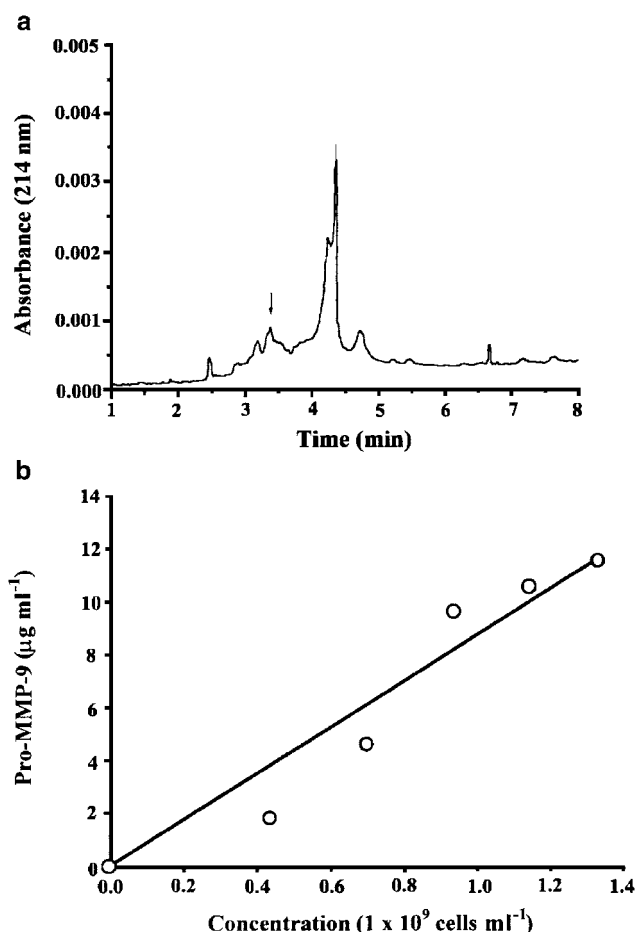 a
0.005
0.004
0.003
0.002
0.001
0.000
Absorbance (214 nm)
1 2 3 4 5 6 7 8
Time (min)
b
14
12
10
8
6
4
2
0
Pro-MMP-9 (μg ml⁻¹)
0.0 0.2 0.4 0.6 0.8 1.0 1.2 1.4
Concentration (1 x 10⁹ cells ml⁻¹)